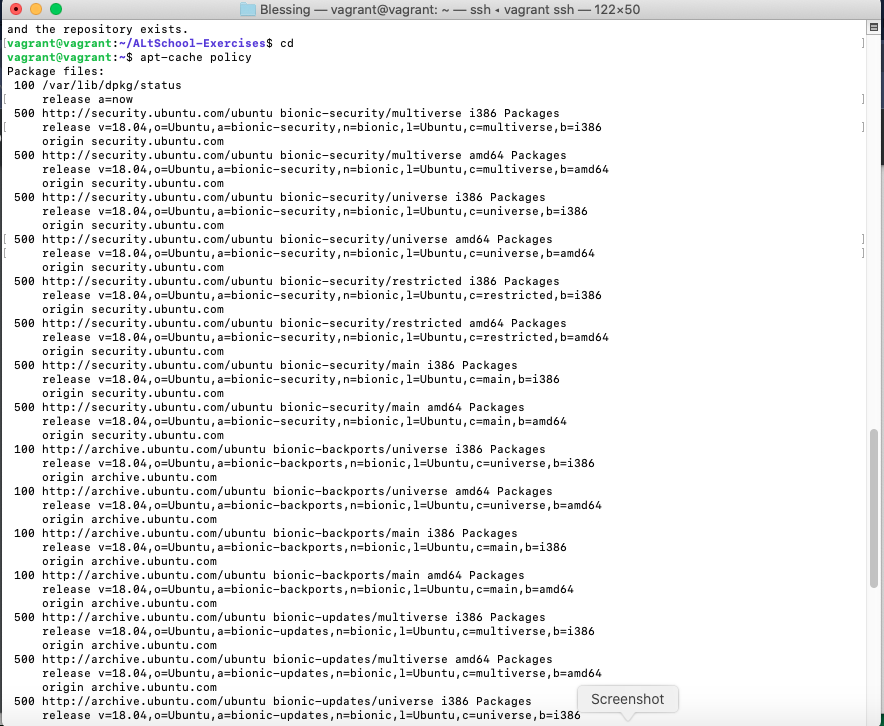 Blessing — vagrant@vagrant: ~ — ssh ◂ vagrant ssh — 122×50
and the repository exists.
[vagrant@vagrant:~/ALtSchool-Exercises$ cd ]
vagrant@vagrant:~$ apt-cache policy
Package files:
 100 /var/lib/dpkg/status
[     release a=now ]
 500 http://security.ubuntu.com/ubuntu bionic-security/multiverse i386 Packages
[     release v=18.04,o=Ubuntu,a=bionic-security,n=bionic,l=Ubuntu,c=multiverse,b=i386 ]
     origin security.ubuntu.com
 500 http://security.ubuntu.com/ubuntu bionic-security/multiverse amd64 Packages
     release v=18.04,o=Ubuntu,a=bionic-security,n=bionic,l=Ubuntu,c=multiverse,b=amd64
     origin security.ubuntu.com
 500 http://security.ubuntu.com/ubuntu bionic-security/universe i386 Packages
     release v=18.04,o=Ubuntu,a=bionic-security,n=bionic,l=Ubuntu,c=universe,b=i386
     origin security.ubuntu.com
[ 500 http://security.ubuntu.com/ubuntu bionic-security/universe amd64 Packages ]
[     release v=18.04,o=Ubuntu,a=bionic-security,n=bionic,l=Ubuntu,c=universe,b=amd64 ]
     origin security.ubuntu.com
 500 http://security.ubuntu.com/ubuntu bionic-security/restricted i386 Packages
     release v=18.04,o=Ubuntu,a=bionic-security,n=bionic,l=Ubuntu,c=restricted,b=i386
     origin security.ubuntu.com
 500 http://security.ubuntu.com/ubuntu bionic-security/restricted amd64 Packages
     release v=18.04,o=Ubuntu,a=bionic-security,n=bionic,l=Ubuntu,c=restricted,b=amd64
     origin security.ubuntu.com
 500 http://security.ubuntu.com/ubuntu bionic-security/main i386 Packages
     release v=18.04,o=Ubuntu,a=bionic-security,n=bionic,l=Ubuntu,c=main,b=i386
     origin security.ubuntu.com
 500 http://security.ubuntu.com/ubuntu bionic-security/main amd64 Packages
     release v=18.04,o=Ubuntu,a=bionic-security,n=bionic,l=Ubuntu,c=main,b=amd64
     origin security.ubuntu.com
 100 http://archive.ubuntu.com/ubuntu bionic-backports/universe i386 Packages
     release v=18.04,o=Ubuntu,a=bionic-backports,n=bionic,l=Ubuntu,c=universe,b=i386
     origin archive.ubuntu.com
 100 http://archive.ubuntu.com/ubuntu bionic-backports/universe amd64 Packages
     release v=18.04,o=Ubuntu,a=bionic-backports,n=bionic,l=Ubuntu,c=universe,b=amd64
     origin archive.ubuntu.com
 100 http://archive.ubuntu.com/ubuntu bionic-backports/main i386 Packages
     release v=18.04,o=Ubuntu,a=bionic-backports,n=bionic,l=Ubuntu,c=main,b=i386
     origin archive.ubuntu.com
 100 http://archive.ubuntu.com/ubuntu bionic-backports/main amd64 Packages
     release v=18.04,o=Ubuntu,a=bionic-backports,n=bionic,l=Ubuntu,c=main,b=amd64
     origin archive.ubuntu.com
 500 http://archive.ubuntu.com/ubuntu bionic-updates/multiverse i386 Packages
     release v=18.04,o=Ubuntu,a=bionic-updates,n=bionic,l=Ubuntu,c=multiverse,b=i386
     origin archive.ubuntu.com
 500 http://archive.ubuntu.com/ubuntu bionic-updates/multiverse amd64 Packages
     release v=18.04,o=Ubuntu,a=bionic-updates,n=bionic,l=Ubuntu,c=multiverse,b=amd64
     origin archive.ubuntu.com
 500 http://archive.ubuntu.com/ubuntu bionic-updates/universe i386 Packages
     release v=18.04,o=Ubuntu,a=bionic-updates,n=bionic,l=Ubuntu,c=universe,b=i386
Screenshot